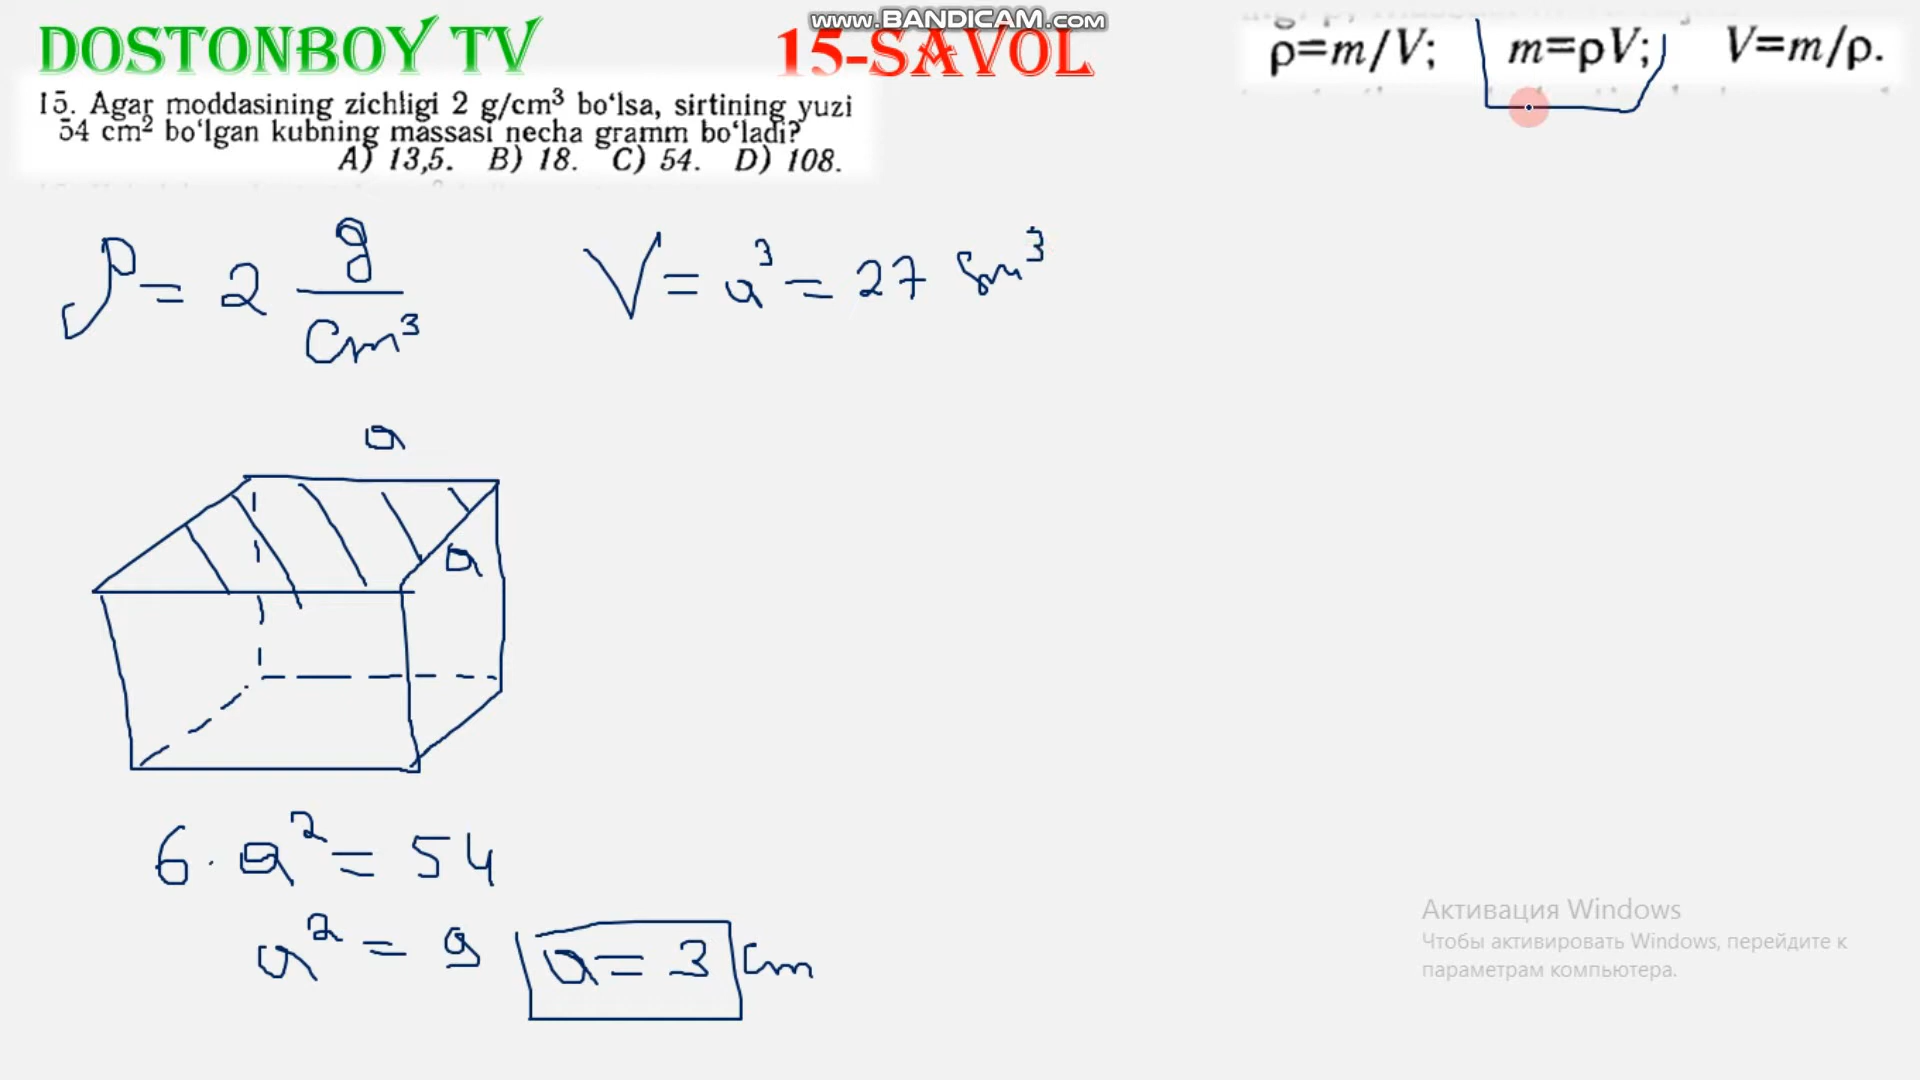 www.BANDICAM.com
DOSTONBOY TV
15-SAVOL
ρ=m/V; m=ρV; V=m/ρ.
15. Agar moddasining zichligi 2 g/cm³ bo‘lsa, sirtining yuzi
54 cm² bo‘lgan kubning massasi necha gramm bo‘ladi?
A) 13,5. B) 18. C) 54. D) 108.
ρ = 2 g/cm³
V = a³ = 27 sm³
a
a
6 · a² = 54
a² = 9 a = 3 cm
Активация Windows
Чтобы активировать Windows, перейдите к
параметрам компьютера.